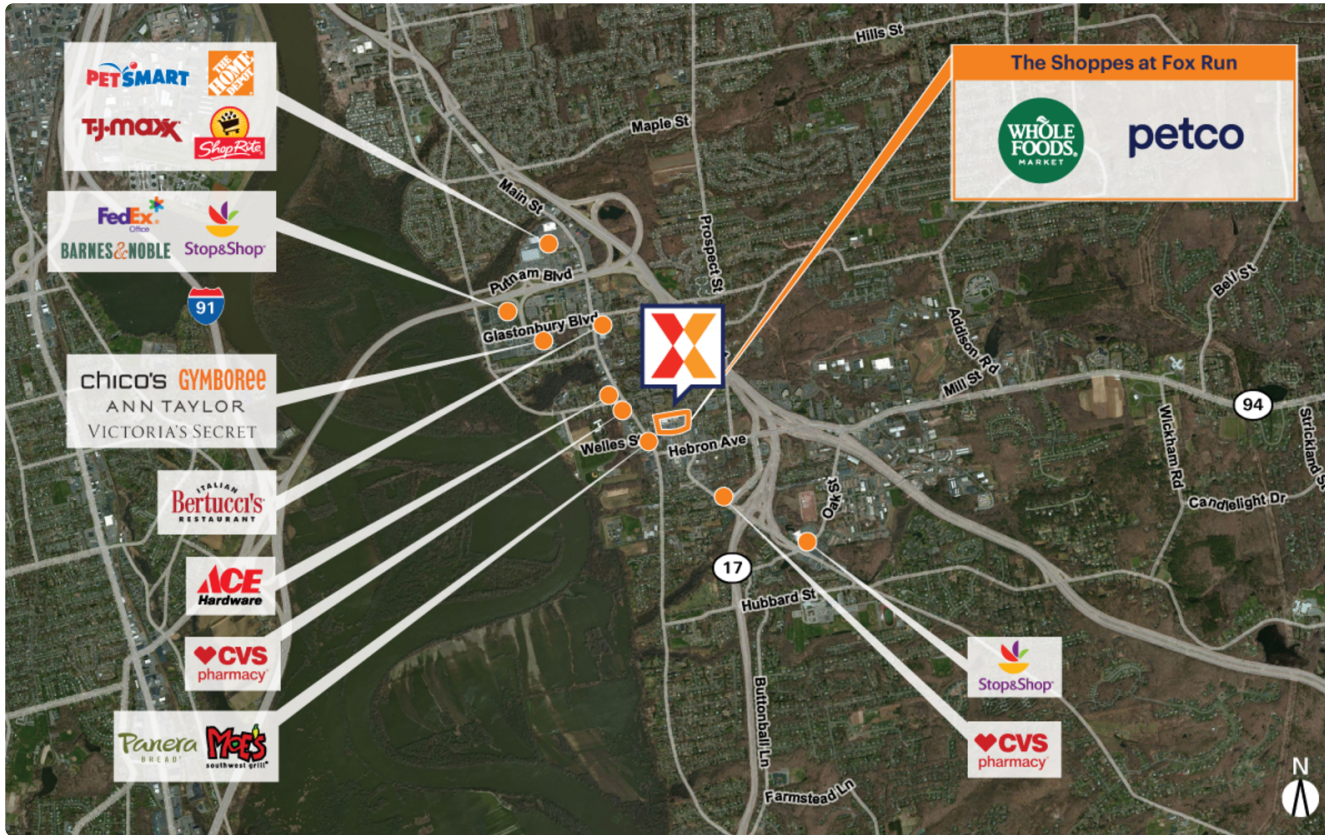 PETSMART
THE HOME DEPOT
T·J·maxx
ShopRite
FedEx®
Office
Stop&Shop®
BARNES&NOBLE
91
chico's GYMBOREE
ANN TAYLOR
VICTORIA'S SECRET
ITALIAN
Bertucci's
RESTAURANT
ACE
Hardware
CVS
pharmacy
Panera
BREAD®
MOE'S
southwest grill®
Hills St
Maple St
Main St
Prospect St
Putnam Blvd
Glastonbury Blvd
Welles S
Hebron Ave
Oak St
17
Hubbard St
Buttonball Ln
Farmstead Ln
The Shoppes at Fox Run
WHOLE
FOODS®
MARKET
petco
Bell St
Addison Rd
Mill St
94
Wickham Rd
Strickland St
Candlelight Dr
Stop&Shop®
CVS
pharmacy
N